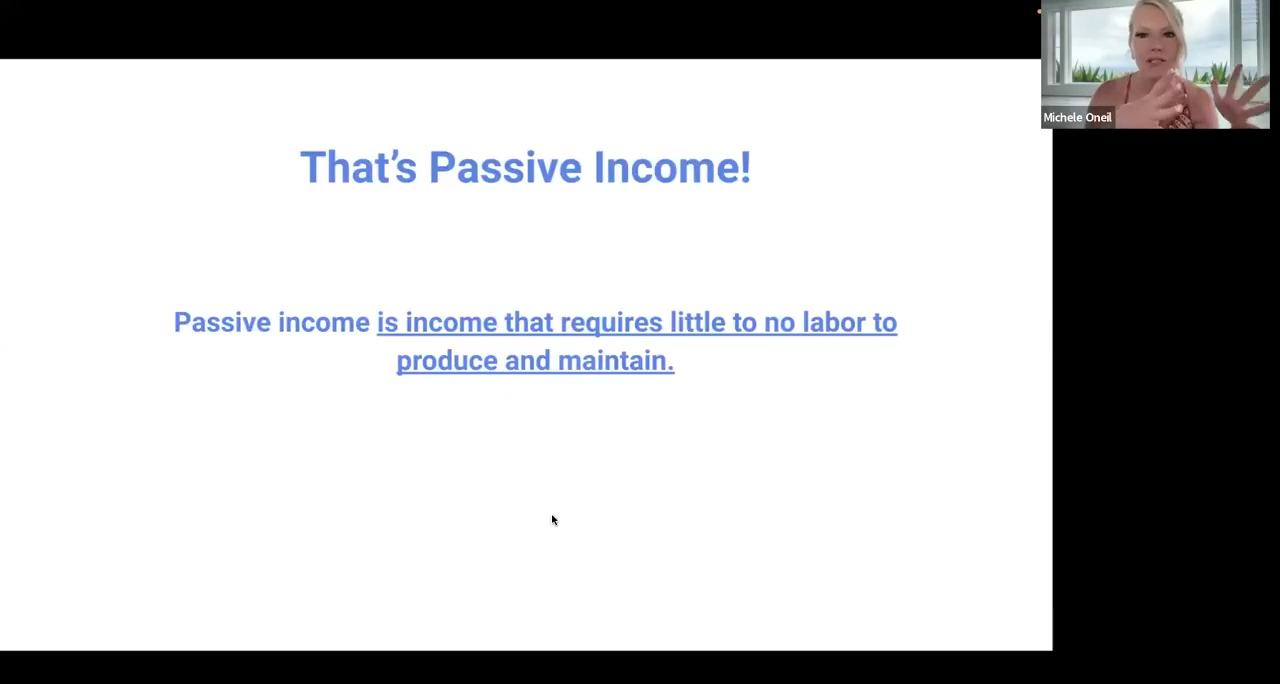 Michele Oneil
That’s Passive Income!
Passive income is income that requires little to no labor to
produce and maintain.